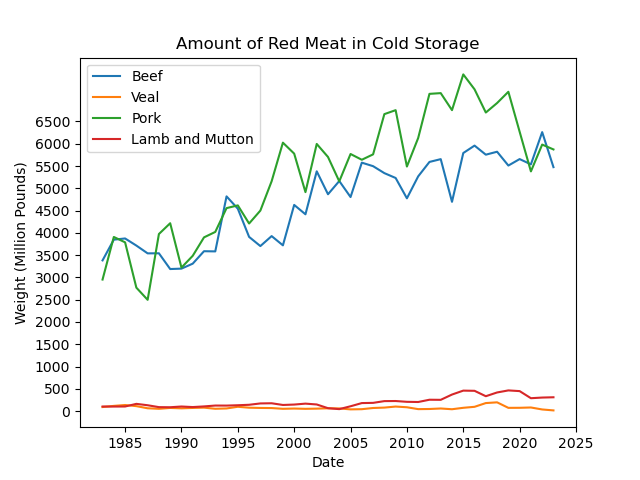 Amount of Red Meat in Cold Storage
Beef
Veal
Pork
Lamb and Mutton
6500
6000
5500
5000
4500
4000
3500
3000
2500
2000
1500
1000
500
0
Weight (Million Pounds)
1985 1990 1995 2000 2005 2010 2015 2020 2025
Date